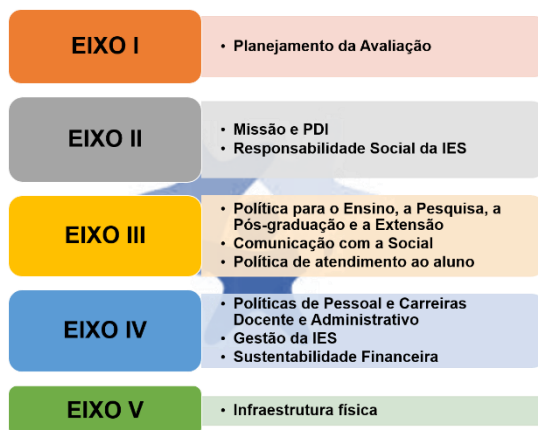 EIXO I
• Planejamento da Avaliação
EIXO II
• Missão e PDI
• Responsabilidade Social da IES
EIXO III
• Política para o Ensino, a Pesquisa, a
Pós-graduação e a Extensão
• Comunicação com a Social
• Política de atendimento ao aluno
EIXO IV
• Políticas de Pessoal e Carreiras
Docente e Administrativo
• Gestão da IES
• Sustentabilidade Financeira
EIXO V
• Infraestrutura física